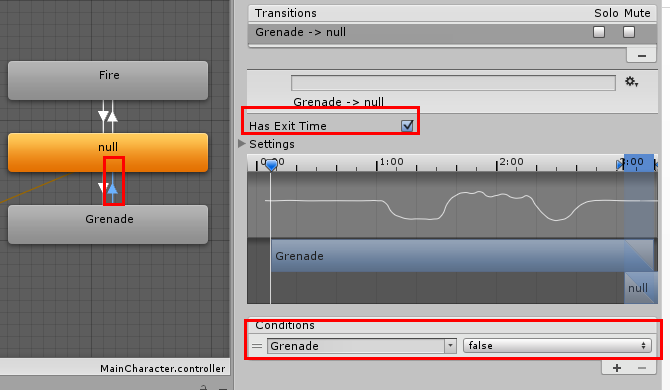 Fire
null
Grenade
MainCharacter.controller
Transitions
Solo
Mute
Grenade -> null
Grenade -> null
Has Exit Time
Settings
0:00
1:00
2:00
3:00
Grenade
null
Conditions
Grenade
false